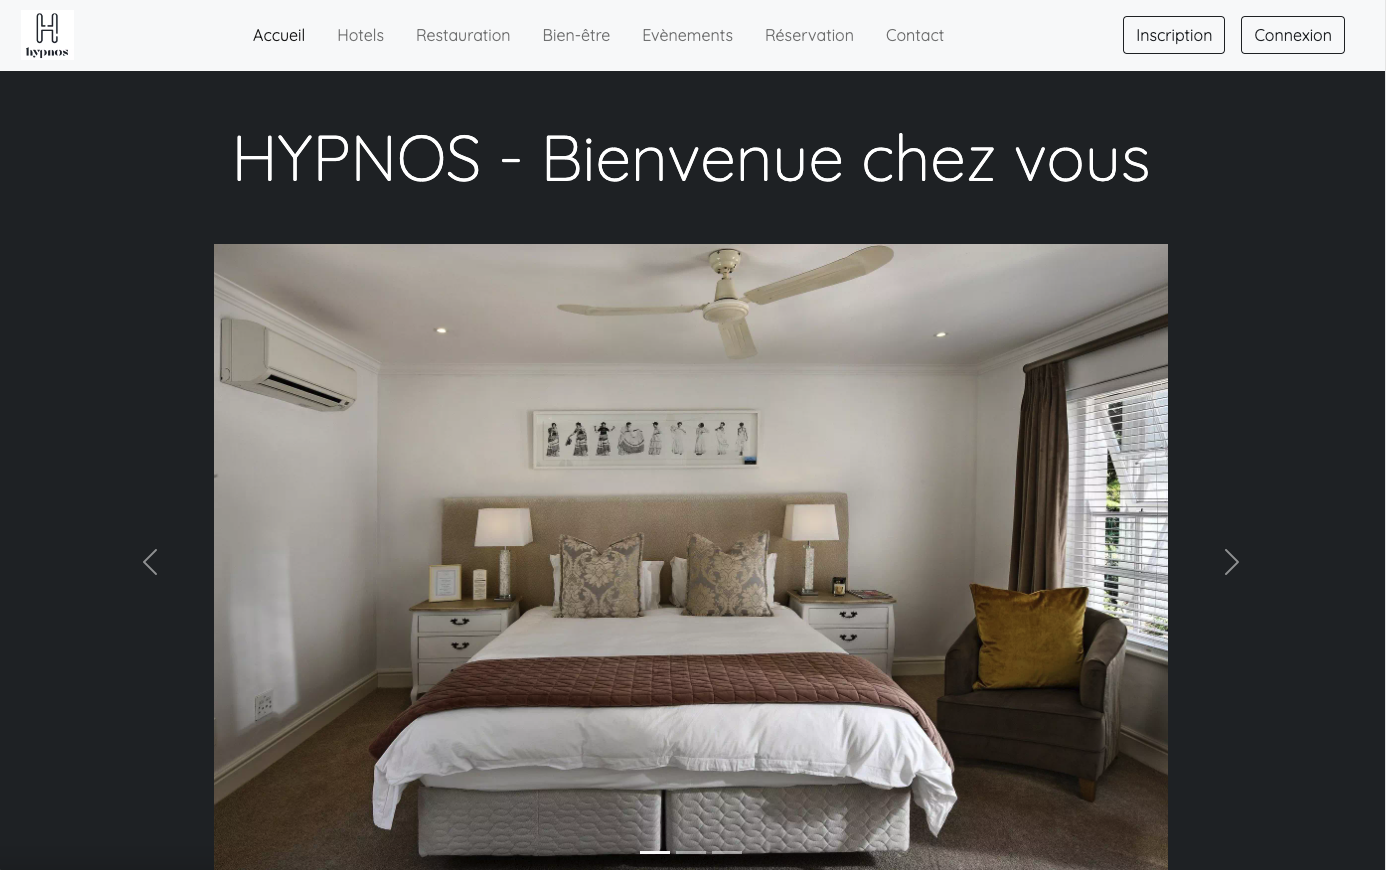 hypnos
Accueil Hotels Restauration Bien-être Evènements Réservation Contact Inscription Connexion
HYPNOS - Bienvenue chez vous